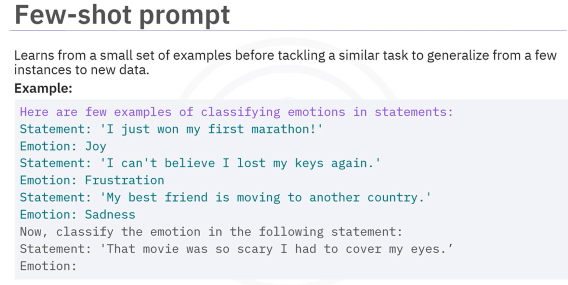 Few-shot prompt
Learns from a small set of examples before tackling a similar task to generalize from a few
instances to new data.
Example:
Here are few examples of classifying emotions in statements:
Statement: 'I just won my first marathon!'
Emotion: Joy
Statement: 'I can't believe I lost my keys again.'
Emotion: Frustration
Statement: 'My best friend is moving to another country.'
Emotion: Sadness
Now, classify the emotion in the following statement:
Statement: 'That movie was so scary I had to cover my eyes.’
Emotion: